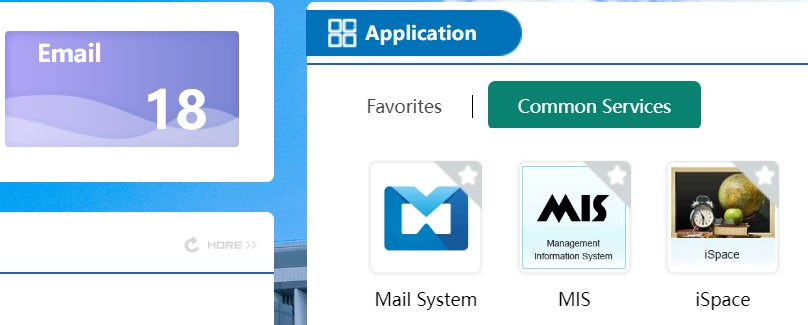 Email
18
MORE >>
Application
Favorites
Common Services
MIS
Management
Information System
iSpace
Mail System
MIS
iSpace